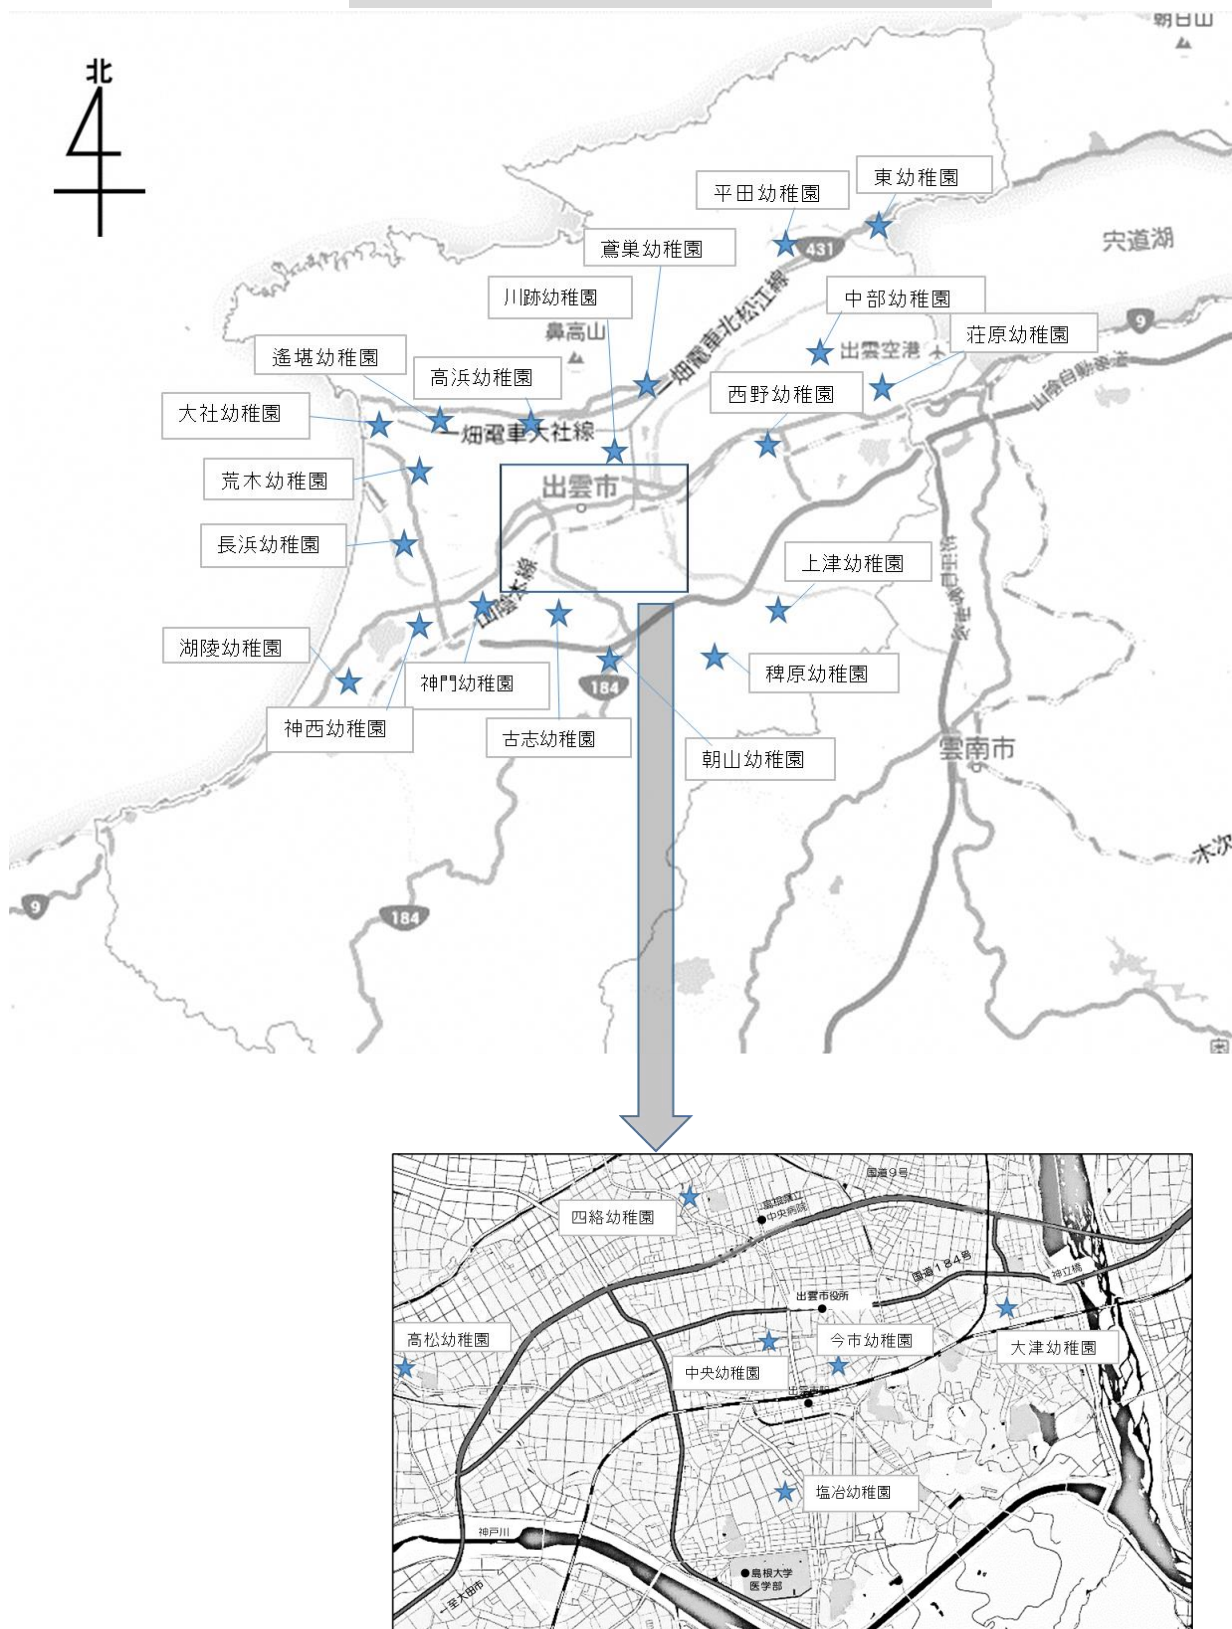 朝日山
北
東幼稚園
平田幼稚園
宍道湖
鳶巣幼稚園
431
川跡幼稚園
中部幼稚園
鼻高山
一畑電車北松江線
荘原幼稚園
9
出雲空港
遙堪幼稚園
高浜幼稚園
西野幼稚園
山陰自動車道
大社幼稚園
一畑電車大社線
荒木幼稚園
出雲市
長浜幼稚園
上津幼稚園
山陰本線
湖陵幼稚園
神門幼稚園
稗原幼稚園
184
神西幼稚園
古志幼稚園
朝山幼稚園
雲南市
木次
9
184
奥
国道9号
四絡幼稚園
島根県立
中央病院
国道184号
神立橋
出雲市役所
高松幼稚園
今市幼稚園
大津幼稚園
中央幼稚園
出雲市駅
塩冶幼稚園
神戸川
島根大学
医学部
←至大田市